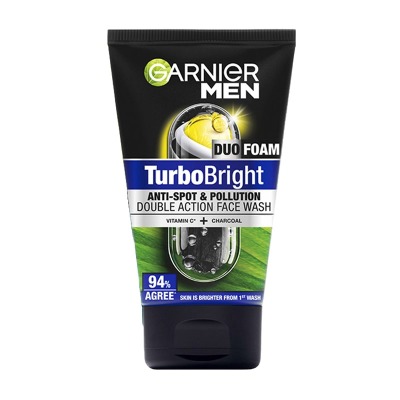 GARNIER
MEN
DUO FOAM
TurboBright
ANTI-SPOT & POLLUTION
DOUBLE ACTION FACE WASH
VITAMIN C* + CHARCOAL
94%
AGREE*
SKIN IS BRIGHTER FROM 1ST WASH